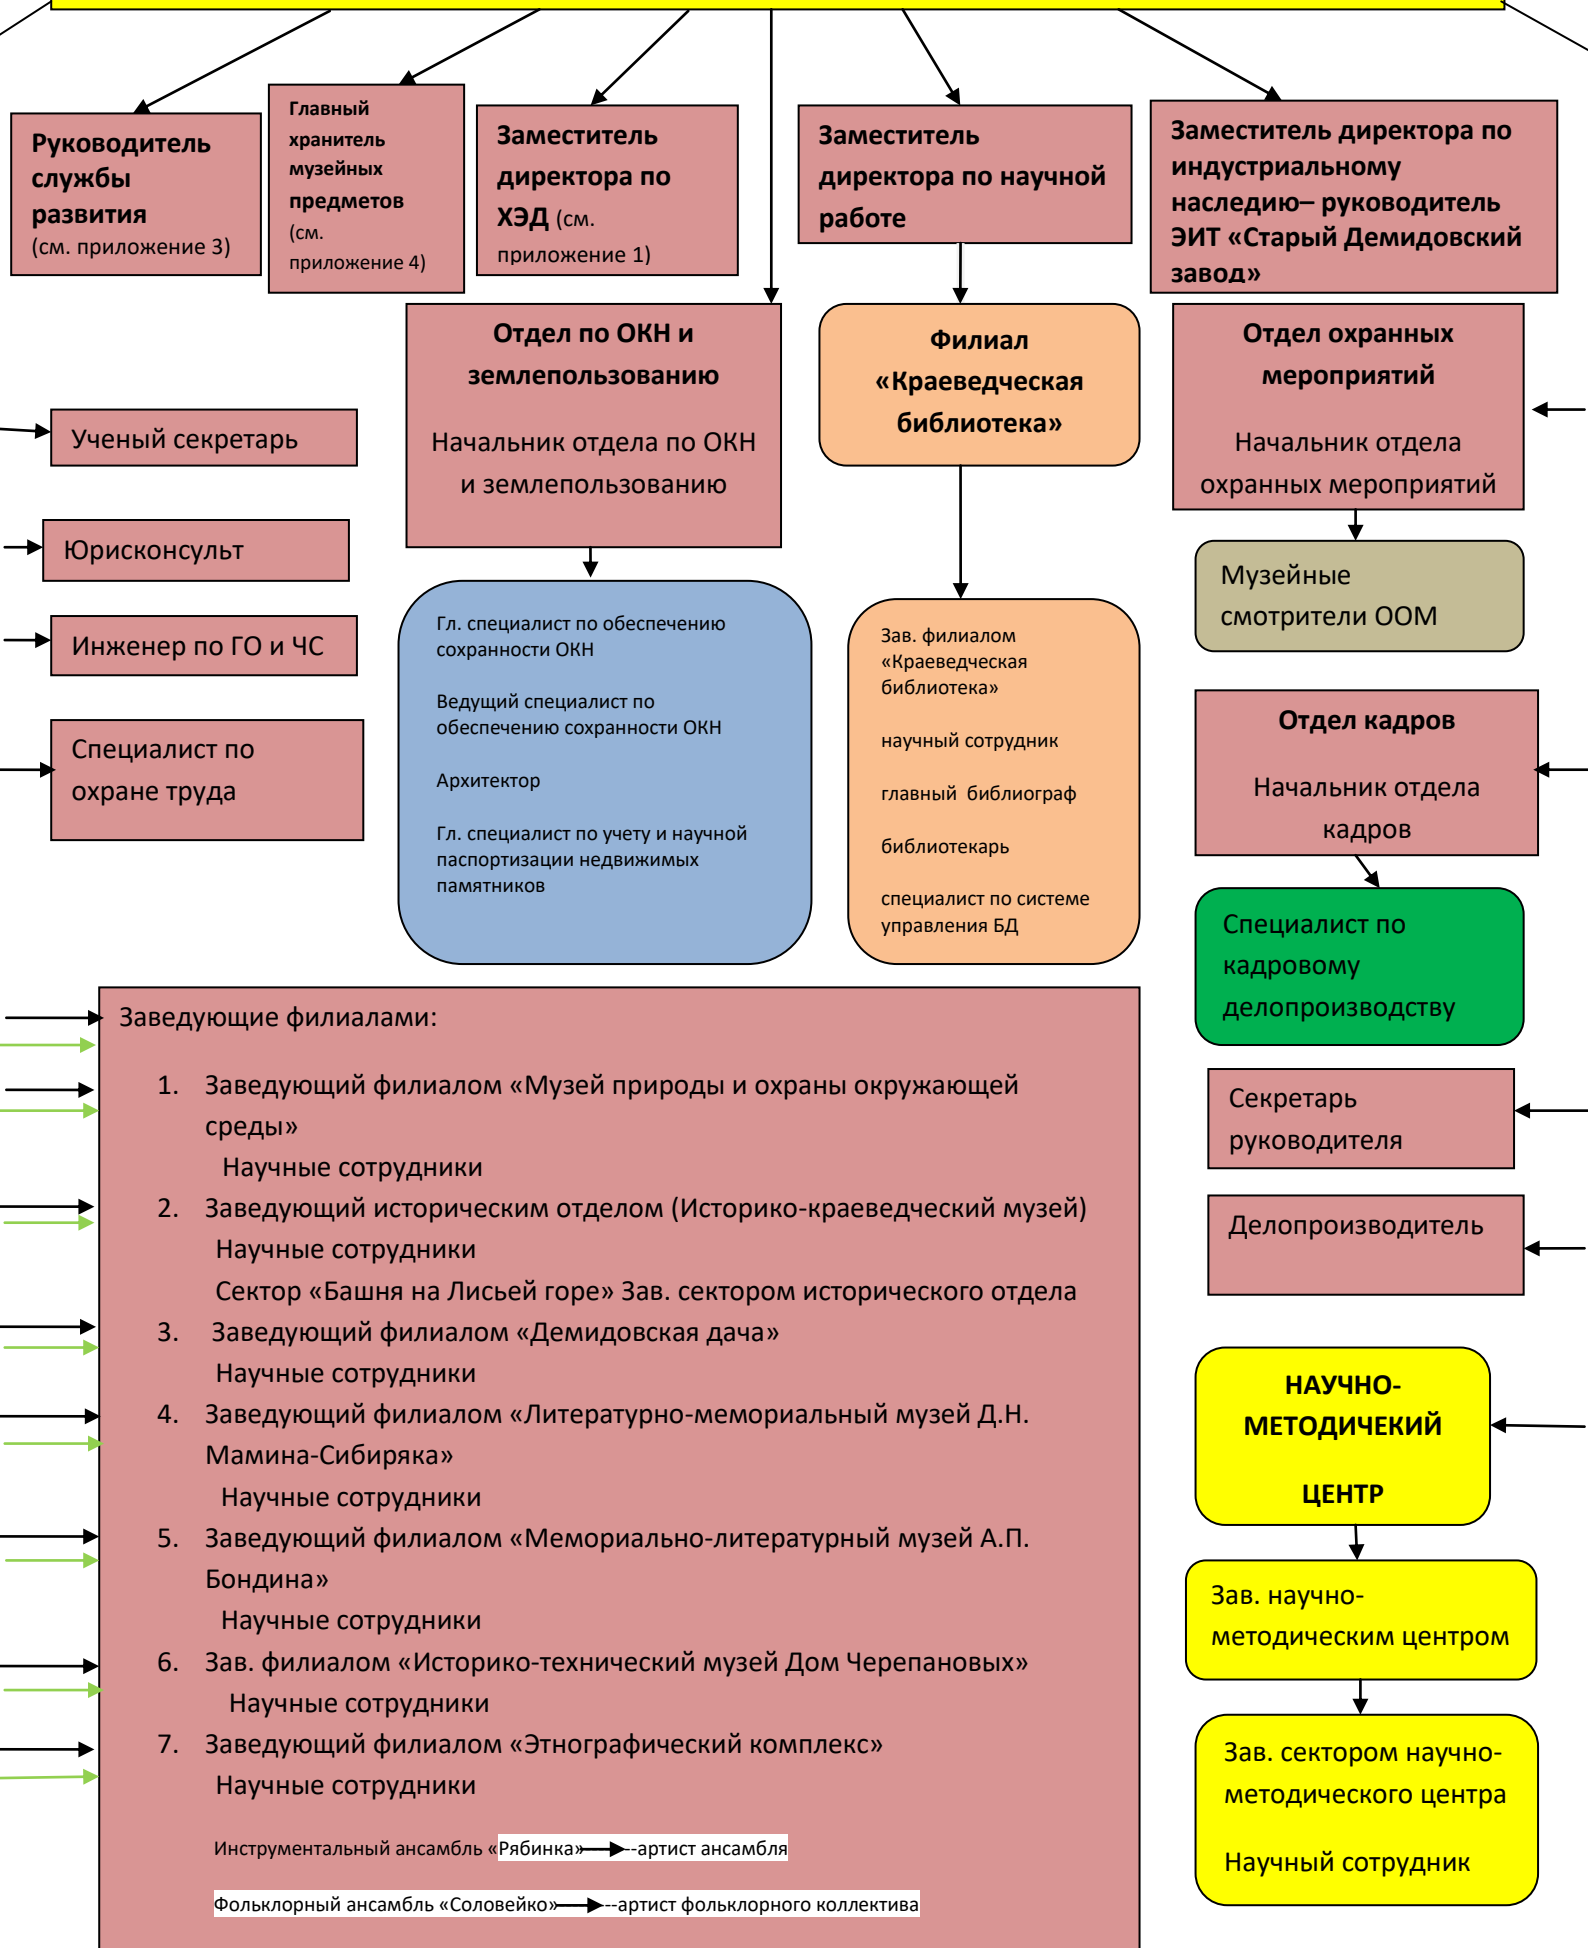 Руководитель
службы
развития
(см. приложение 3)
Главный
хранитель
музейных
предметов
(см.
приложение 4)
Заместитель
директора по
ХЭД (см.
приложение 1)
Заместитель
директора по научной
работе
Заместитель директора по
индустриальному
наследию– руководитель
ЭИТ «Старый Демидовский
завод»
Отдел по ОКН и
землепользованию
Начальник отдела по ОКН
и землепользованию
Филиал
«Краеведческая
библиотека»
Отдел охранных
мероприятий
Начальник отдела
охранных мероприятий
Ученый секретарь
Юрисконсульт
Инженер по ГО и ЧС
Специалист по
охране труда
Гл. специалист по обеспечению
сохранности ОКН
Ведущий специалист по
обеспечению сохранности ОКН
Архитектор
Гл. специалист по учету и научной
паспортизации недвижимых
памятников
Зав. филиалом
«Краеведческая
библиотека»
научный сотрудник
главный библиограф
библиотекарь
специалист по системе
управления БД
Музейные
смотрители ООМ
Отдел кадров
Начальник отдела
кадров
Специалист по
кадровому
делопроизводству
Секретарь
руководителя
Делопроизводитель
НАУЧНО-
МЕТОДИЧЕКИЙ
ЦЕНТР
Зав. научно-
методическим центром
Зав. сектором научно-
методического центра
Научный сотрудник
Заведующие филиалами:
1. Заведующий филиалом «Музей природы и охраны окружающей
среды»
Научные сотрудники
2. Заведующий историческим отделом (Историко-краеведческий музей)
Научные сотрудники
Сектор «Башня на Лисьей горе» Зав. сектором исторического отдела
3. Заведующий филиалом «Демидовская дача»
Научные сотрудники
4. Заведующий филиалом «Литературно-мемориальный музей Д.Н.
Мамина-Сибиряка»
Научные сотрудники
5. Заведующий филиалом «Мемориально-литературный музей А.П.
Бондина»
Научные сотрудники
6. Зав. филиалом «Историко-технический музей Дом Черепановых»
Научные сотрудники
7. Заведующий филиалом «Этнографический комплекс»
Научные сотрудники
Инструментальный ансамбль «Рябинка» --артист ансамбля
Фольклорный ансамбль «Соловейко» ---артист фольклорного коллектива